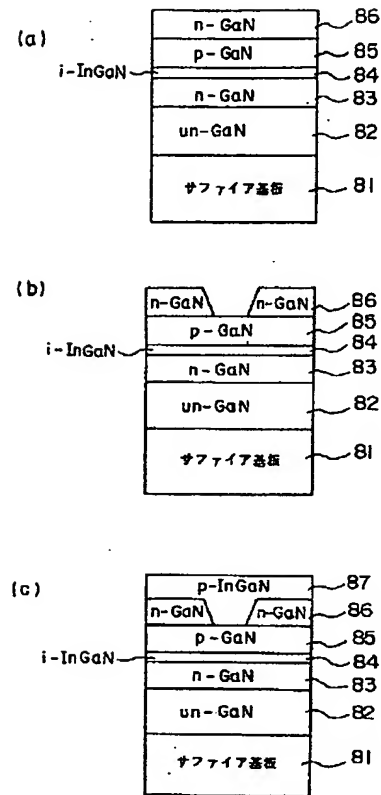 (a)
n-GaN 86
p-GaN 85
i-InGaN 84
n-GaN 83
un-GaN 82
サファイア基板 81
(b)
n-GaN n-GaN 86
p-GaN 85
i-InGaN 84
n-GaN 83
un-GaN 82
サファイア基板 81
(c)
p-InGaN 87
n-GaN n-GaN 86
p-GaN 85
i-InGaN 84
n-GaN 83
un-GaN 82
サファイア基板 81